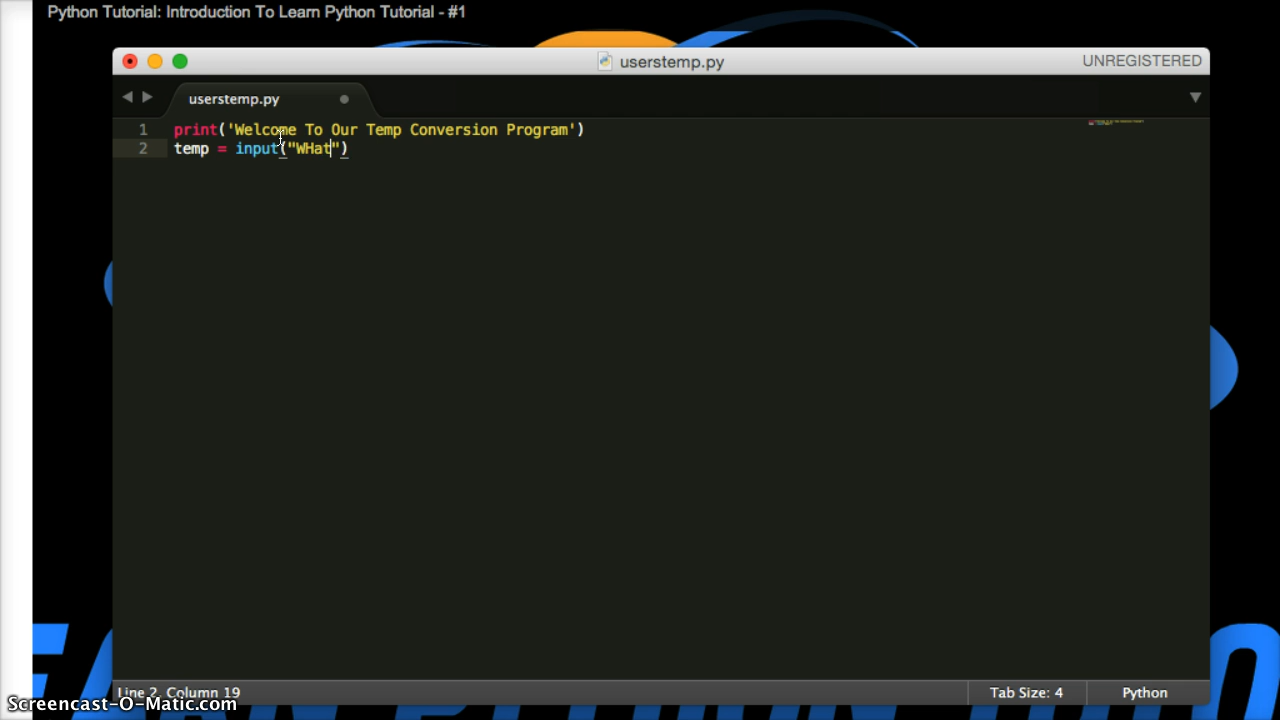 Python Tutorial: Introduction To Learn Python Tutorial - #1
userstemp.py
UNREGISTERED
userstemp.py
1 print('Welcome To Our Temp Conversion Program')
2 temp = input("WHat")
Line 2, Column 19
Tab Size: 4
Python
Screencast-O-Matic.com